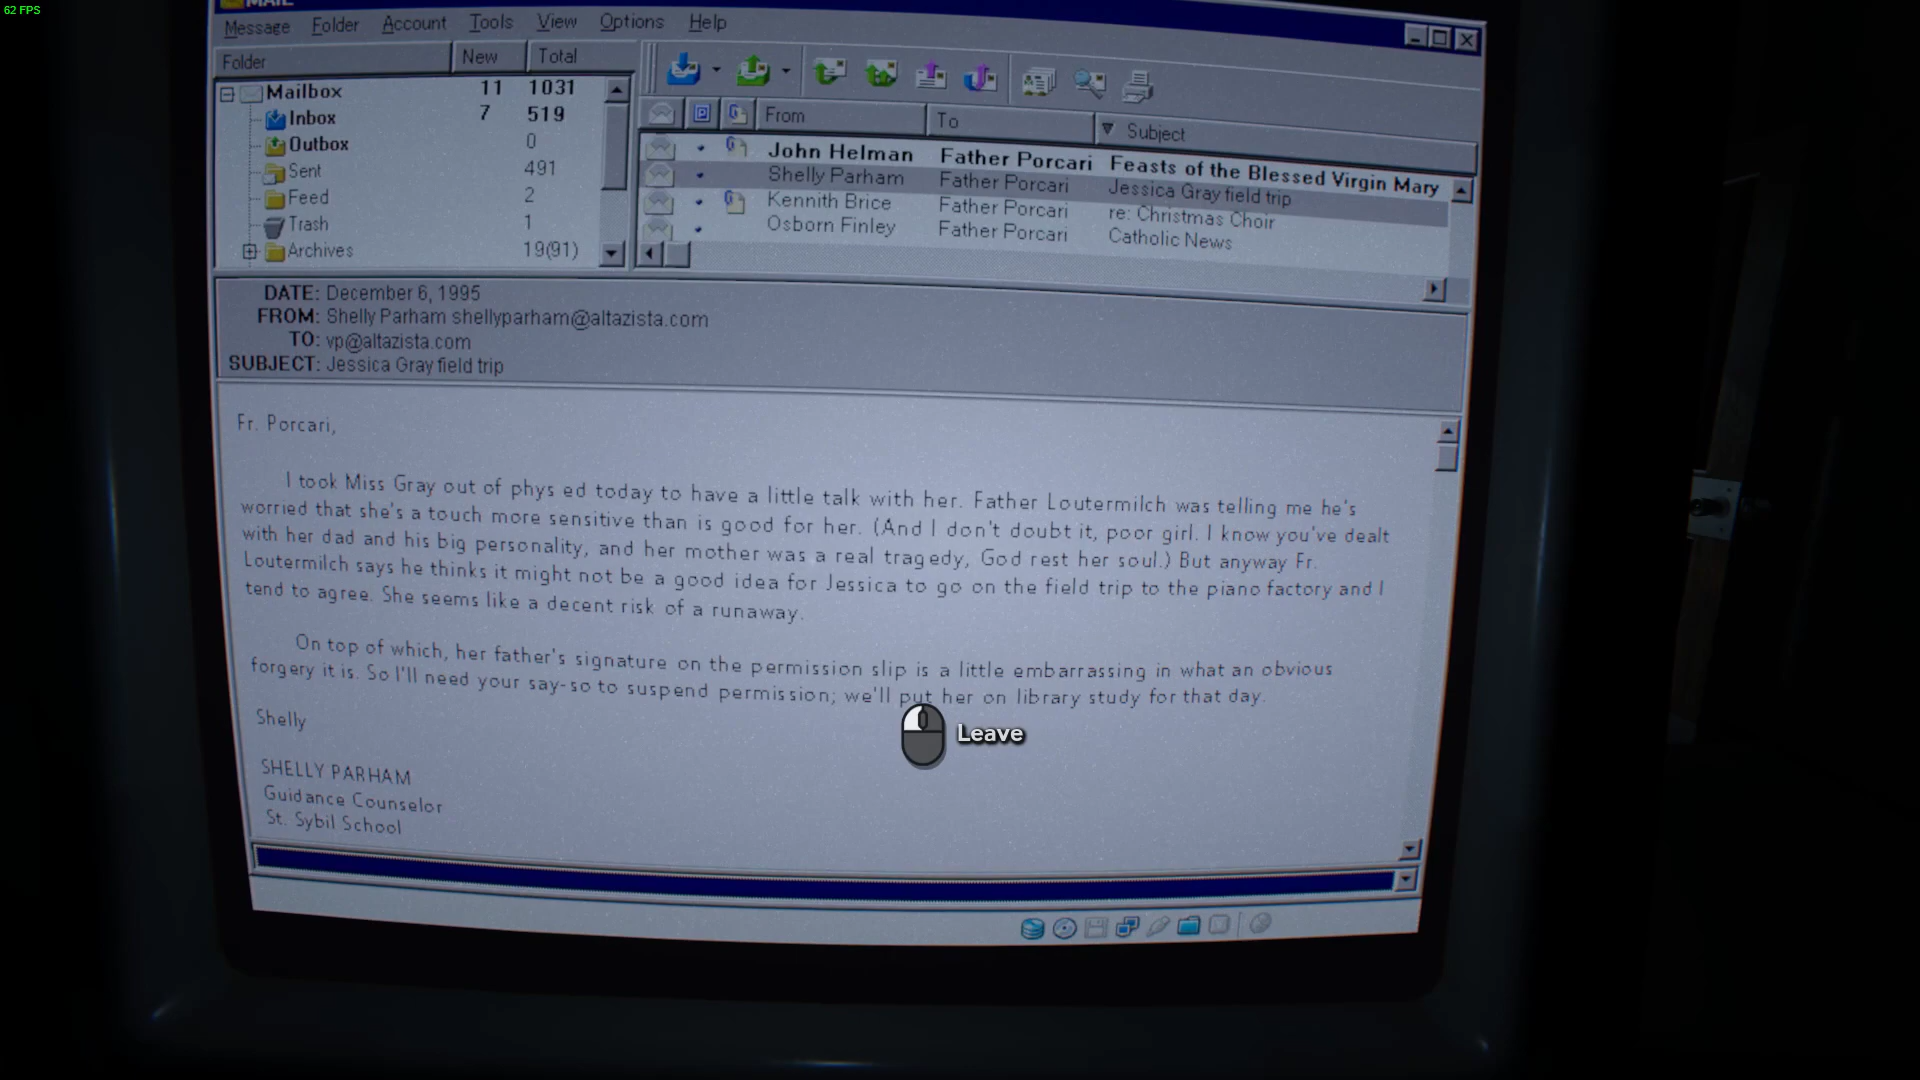 62 FPS
MAIL
Message Folder Account Tools View Options Help
Folder New Total
Mailbox 11 1031
Inbox 7 519
Outbox 0
Sent 491
Feed 2
Trash 1
Archives 19(91)
From To Subject
John Helman Father Porcari Feasts of the Blessed Virgin Mary
Shelly Parham Father Porcari Jessica Gray field trip
Kennith Brice Father Porcari re: Christmas Choir
Osborn Finley Father Porcari Catholic News
DATE: December 6, 1995
FROM: Shelly Parham shellyparham@altazista.com
TO: vp@altazista.com
SUBJECT: Jessica Gray field trip
Fr. Porcari,
I took Miss Gray out of phys ed today to have a little talk with her. Father Loutermilch was telling me he's
worried that she's a touch more sensitive than is good for her. (And I don't doubt it, poor girl. I know you've dealt
with her dad and his big personality, and her mother was a real tragedy, God rest her soul.) But anyway Fr.
Loutermilch says he thinks it might not be a good idea for Jessica to go on the field trip to the piano factory and I
tend to agree. She seems like a decent risk of a runaway.
On top of which, her father's signature on the permission slip is a little embarrassing in what an obvious
forgery it is. So I'll need your say-so to suspend permission; we'll put her on library study for that day.
Leave
Shelly
SHELLY PARHAM
Guidance Counselor
St. Sybil School